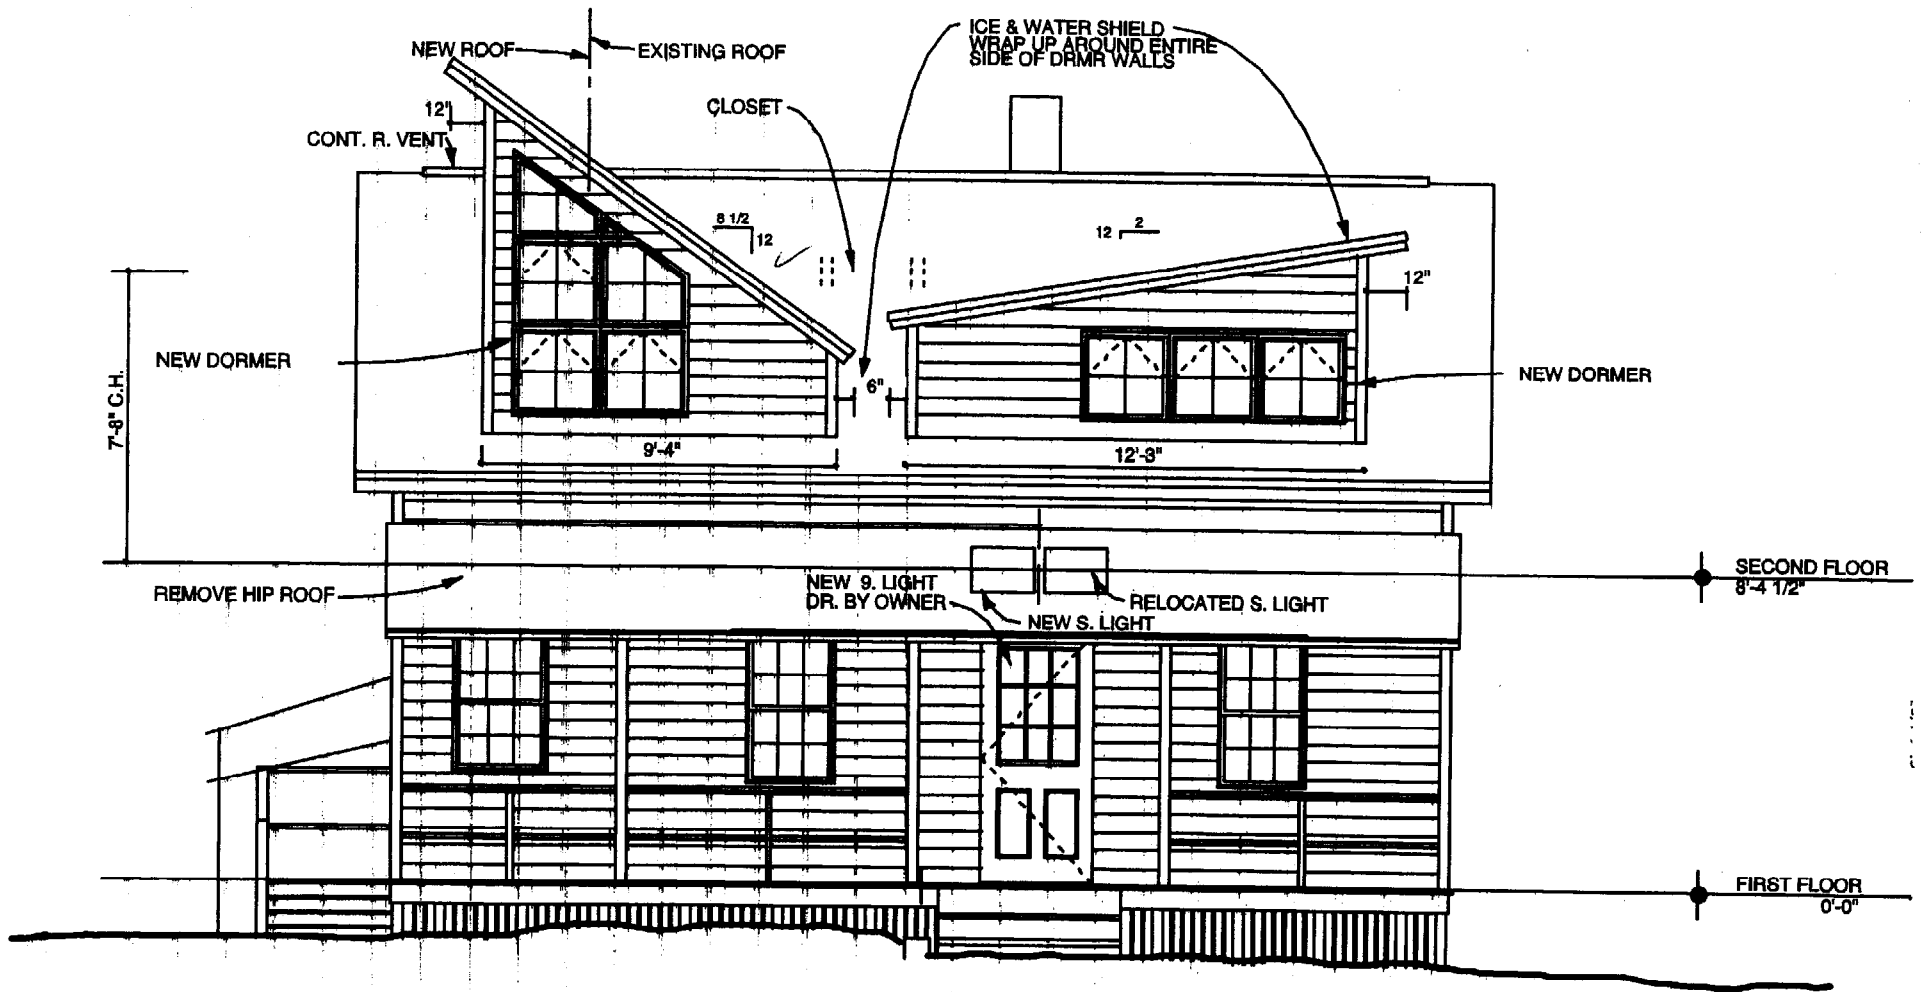 NEW ROOF
EXISTING ROOF
ICE & WATER SHIELD
WRAP UP AROUND ENTIRE
SIDE OF DRMR WALLS
12"
CLOSET
CONT. R. VENT
8 1/2
12
12
2
12"
NEW DORMER
6"
NEW DORMER
7'-8" C.H.
9'-4"
12'-3"
REMOVE HIP ROOF
NEW 9. LIGHT
DR. BY OWNER
RELOCATED S. LIGHT
NEW S. LIGHT
SECOND FLOOR
8'-4 1/2"
FIRST FLOOR
0'-0"